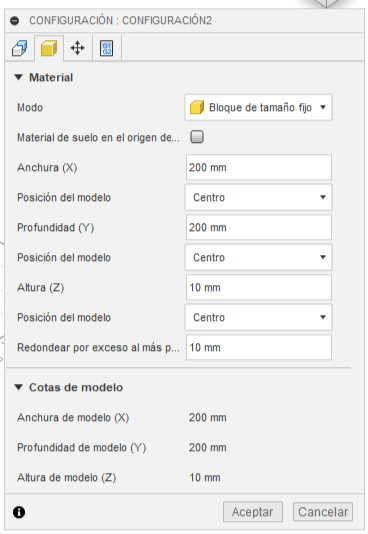 CONFIGURACIÓN : CONFIGURACIÓN2
G1
G2
Material
Modo
Bloque de tamaño fijo
Material de suelo en el origen de...
Anchura (X)
200 mm
Posición del modelo
Centro
Profundidad (Y)
200 mm
Posición del modelo
Centro
Altura (Z)
10 mm
Posición del modelo
Centro
Redondear por exceso al más p...
10 mm
Cotas de modelo
Anchura de modelo (X)
200 mm
Profundidad de modelo (Y)
200 mm
Altura de modelo (Z)
10 mm
Aceptar
Cancelar